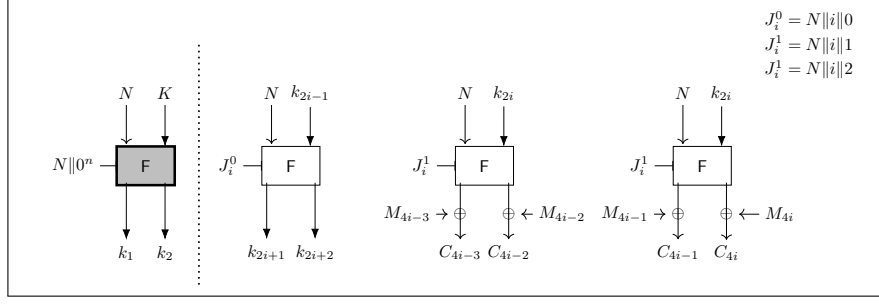 J_i^0 = N‖i‖0
J_i^1 = N‖i‖1
J_i^1 = N‖i‖2
N K N k_{2i−1} N k_{2i} N k_{2i}
N‖0^n F J_i^0 F J_i^1 F J_i^1 F
M_{4i−3} ⊕ ⊕ M_{4i−2} M_{4i−1} ⊕ ⊕ M_{4i}
k_1 k_2 k_{2i+1} k_{2i+2} C_{4i−3} C_{4i−2} C_{4i−1} C_{4i}